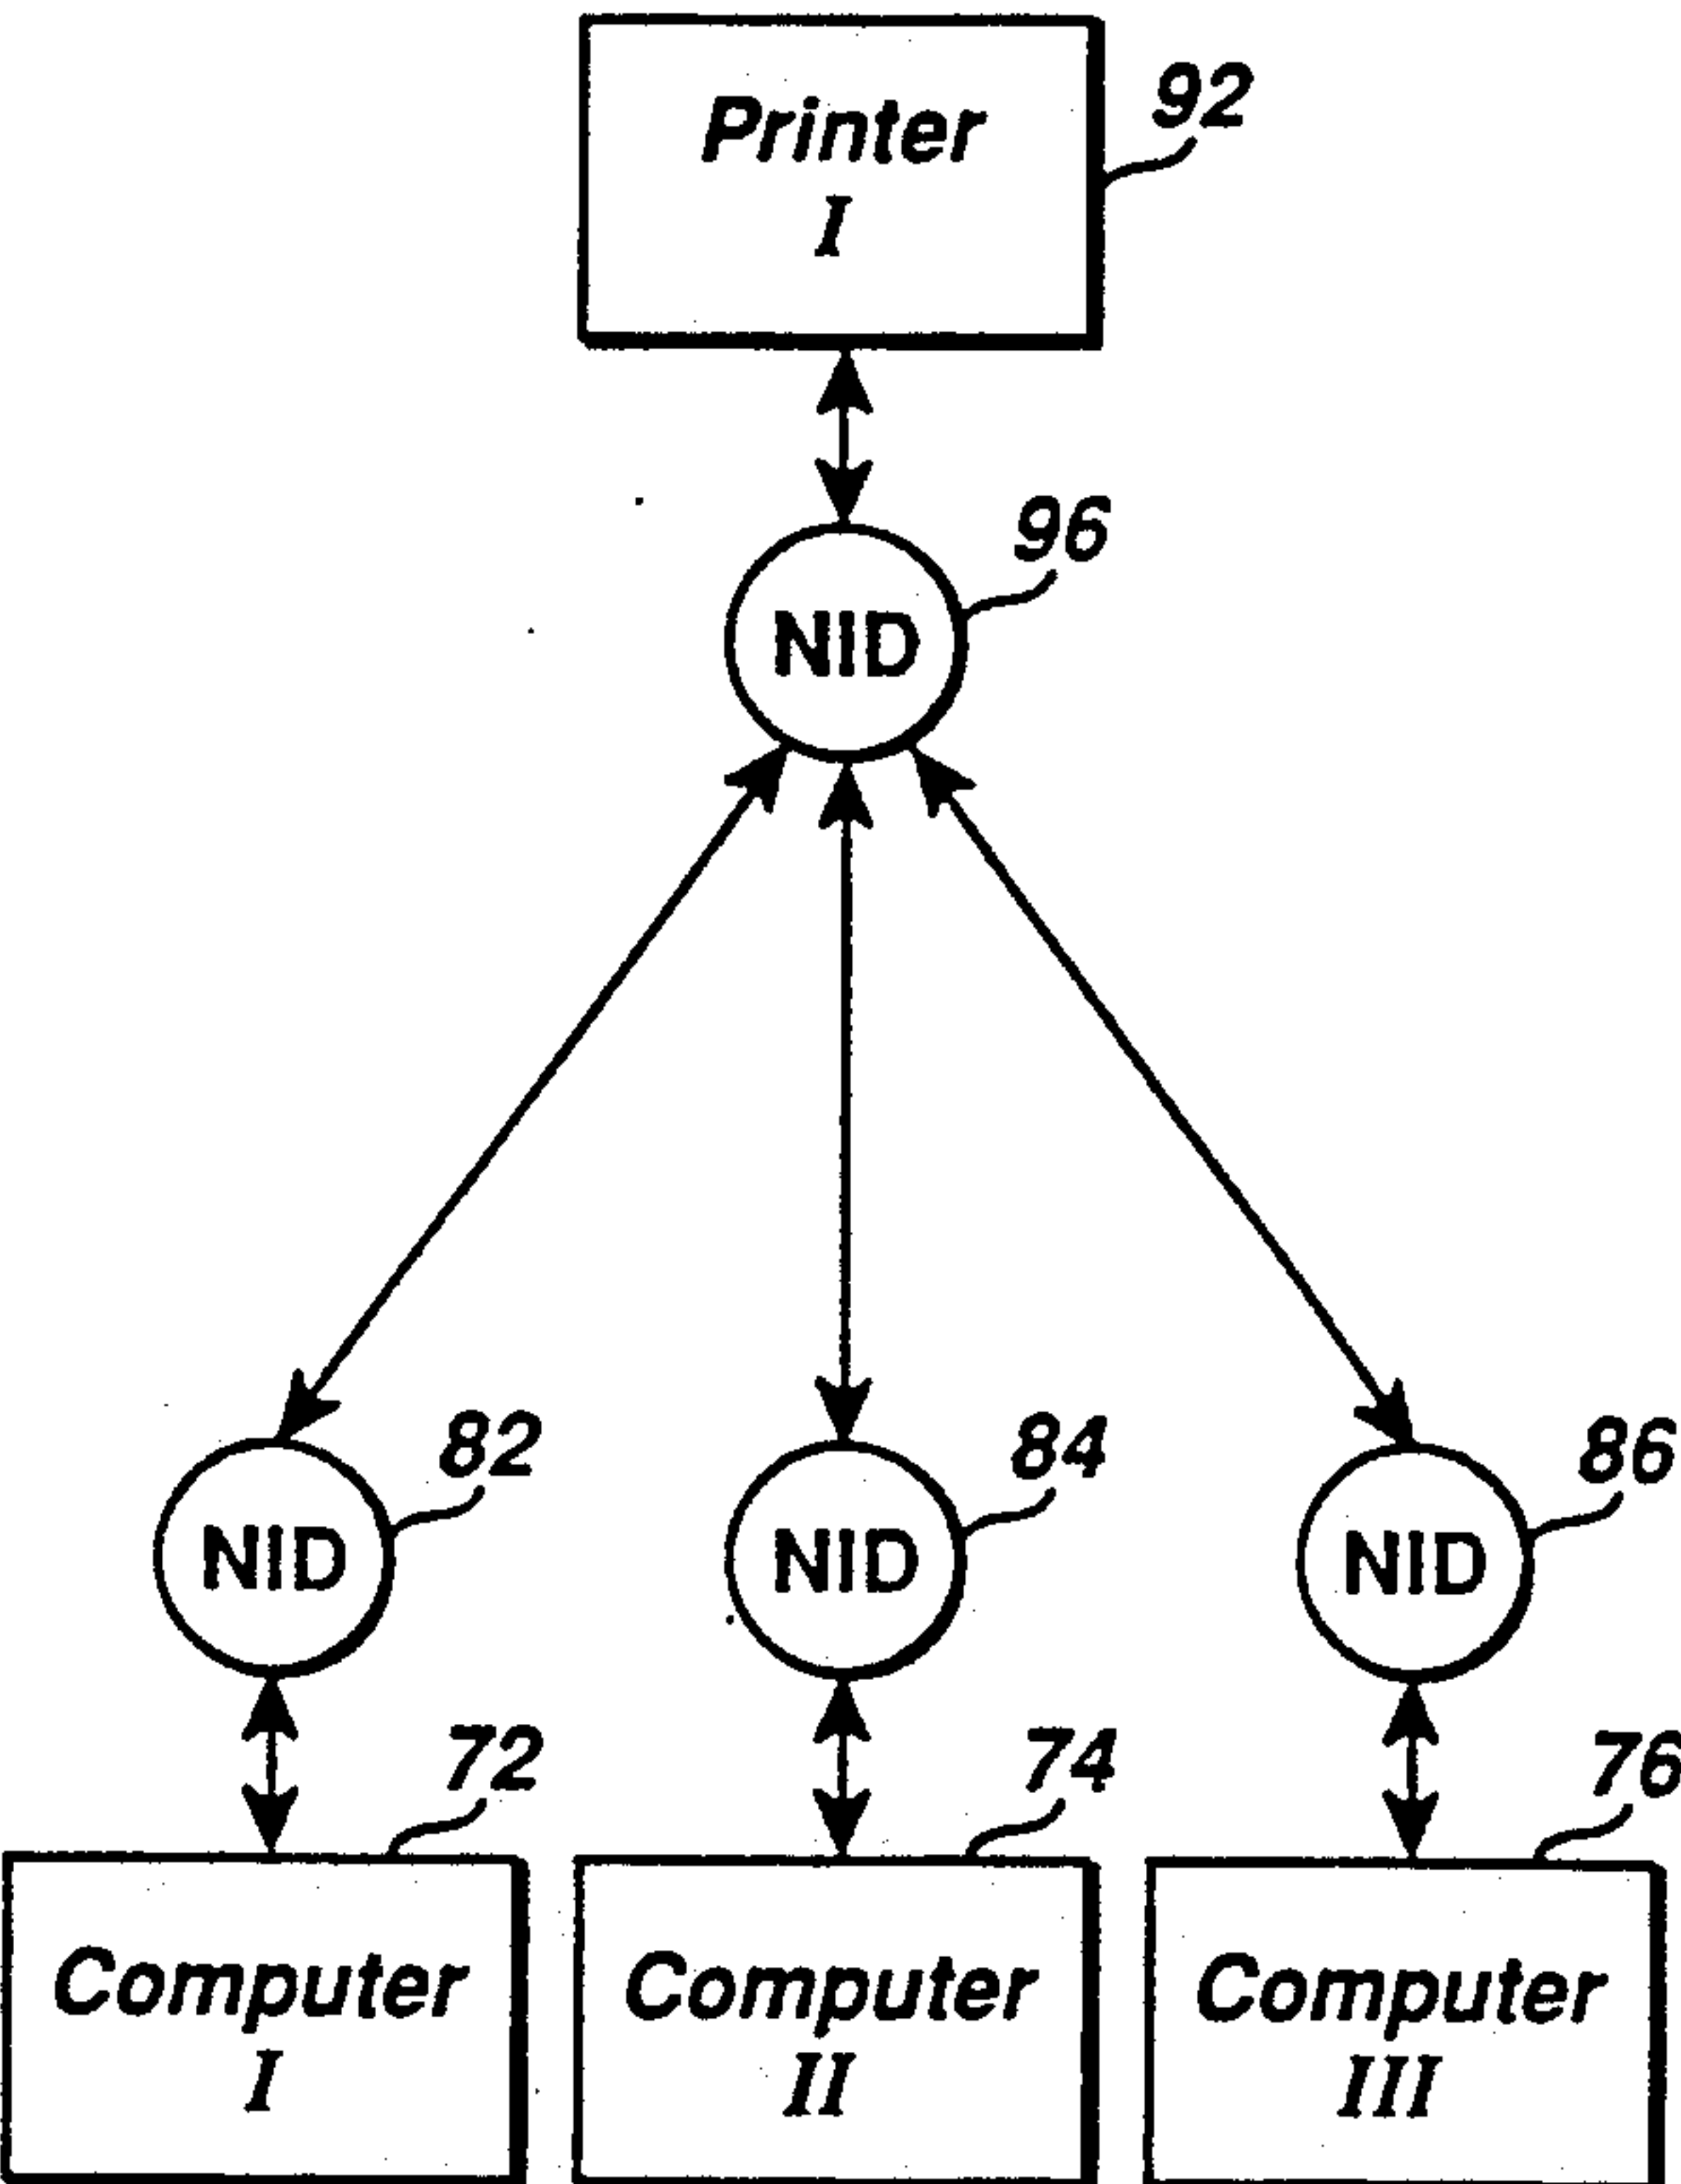 Printer
I
92
96
NID
82
84
86
NID
NID
NID
72
74
76
Computer
I
Computer
II
Computer
III